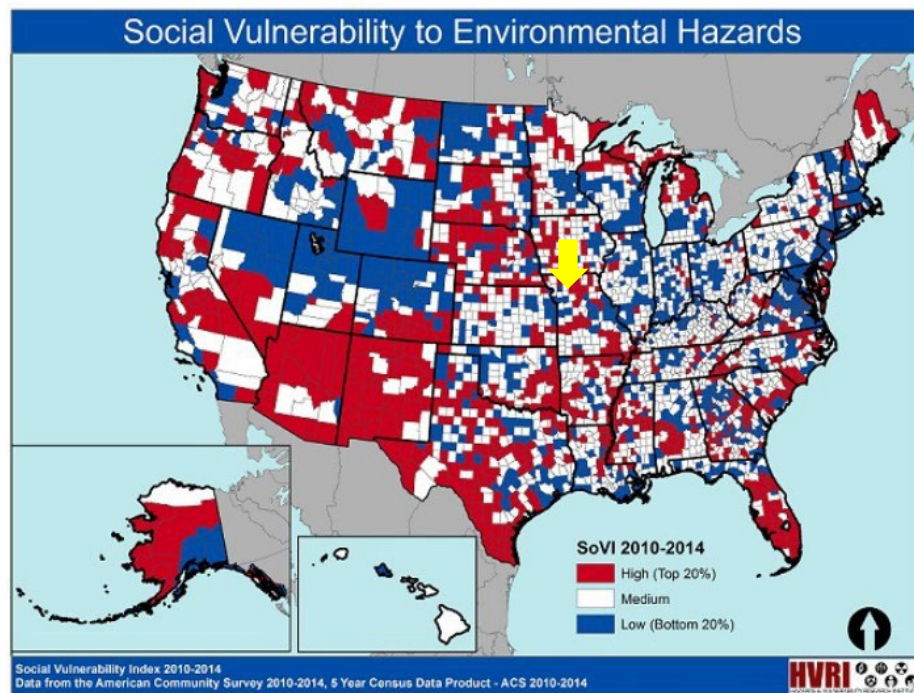 Social Vulnerability to Environmental Hazards
SoVI 2010-2014
High (Top 20%)
Medium
Low (Bottom 20%)
Social Vulnerability Index 2010-2014
Data from the American Community Survey 2010-2014, 5 Year Census Data Product - ACS 2010-2014
HVRI